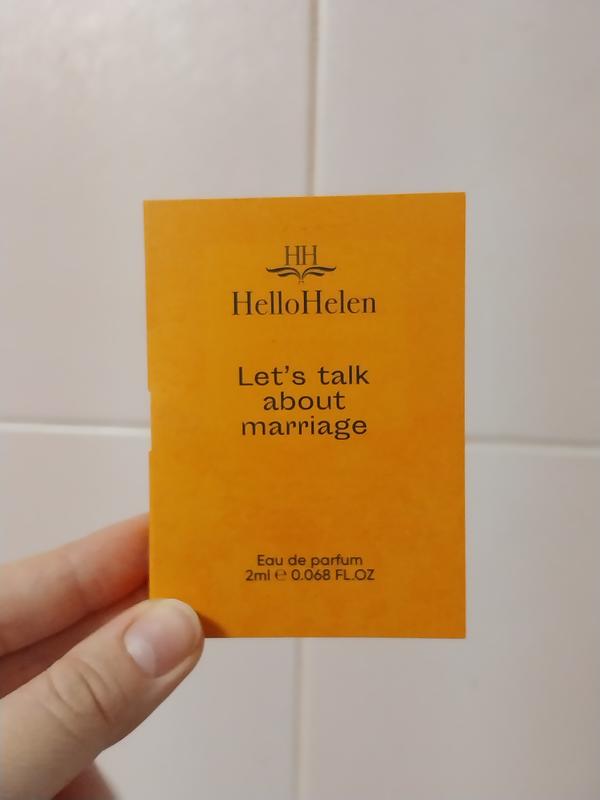 HH
HelloHelen
Let's talk
about
marriage
Eau de parfum
2ml ℮ 0.068 FL.OZ